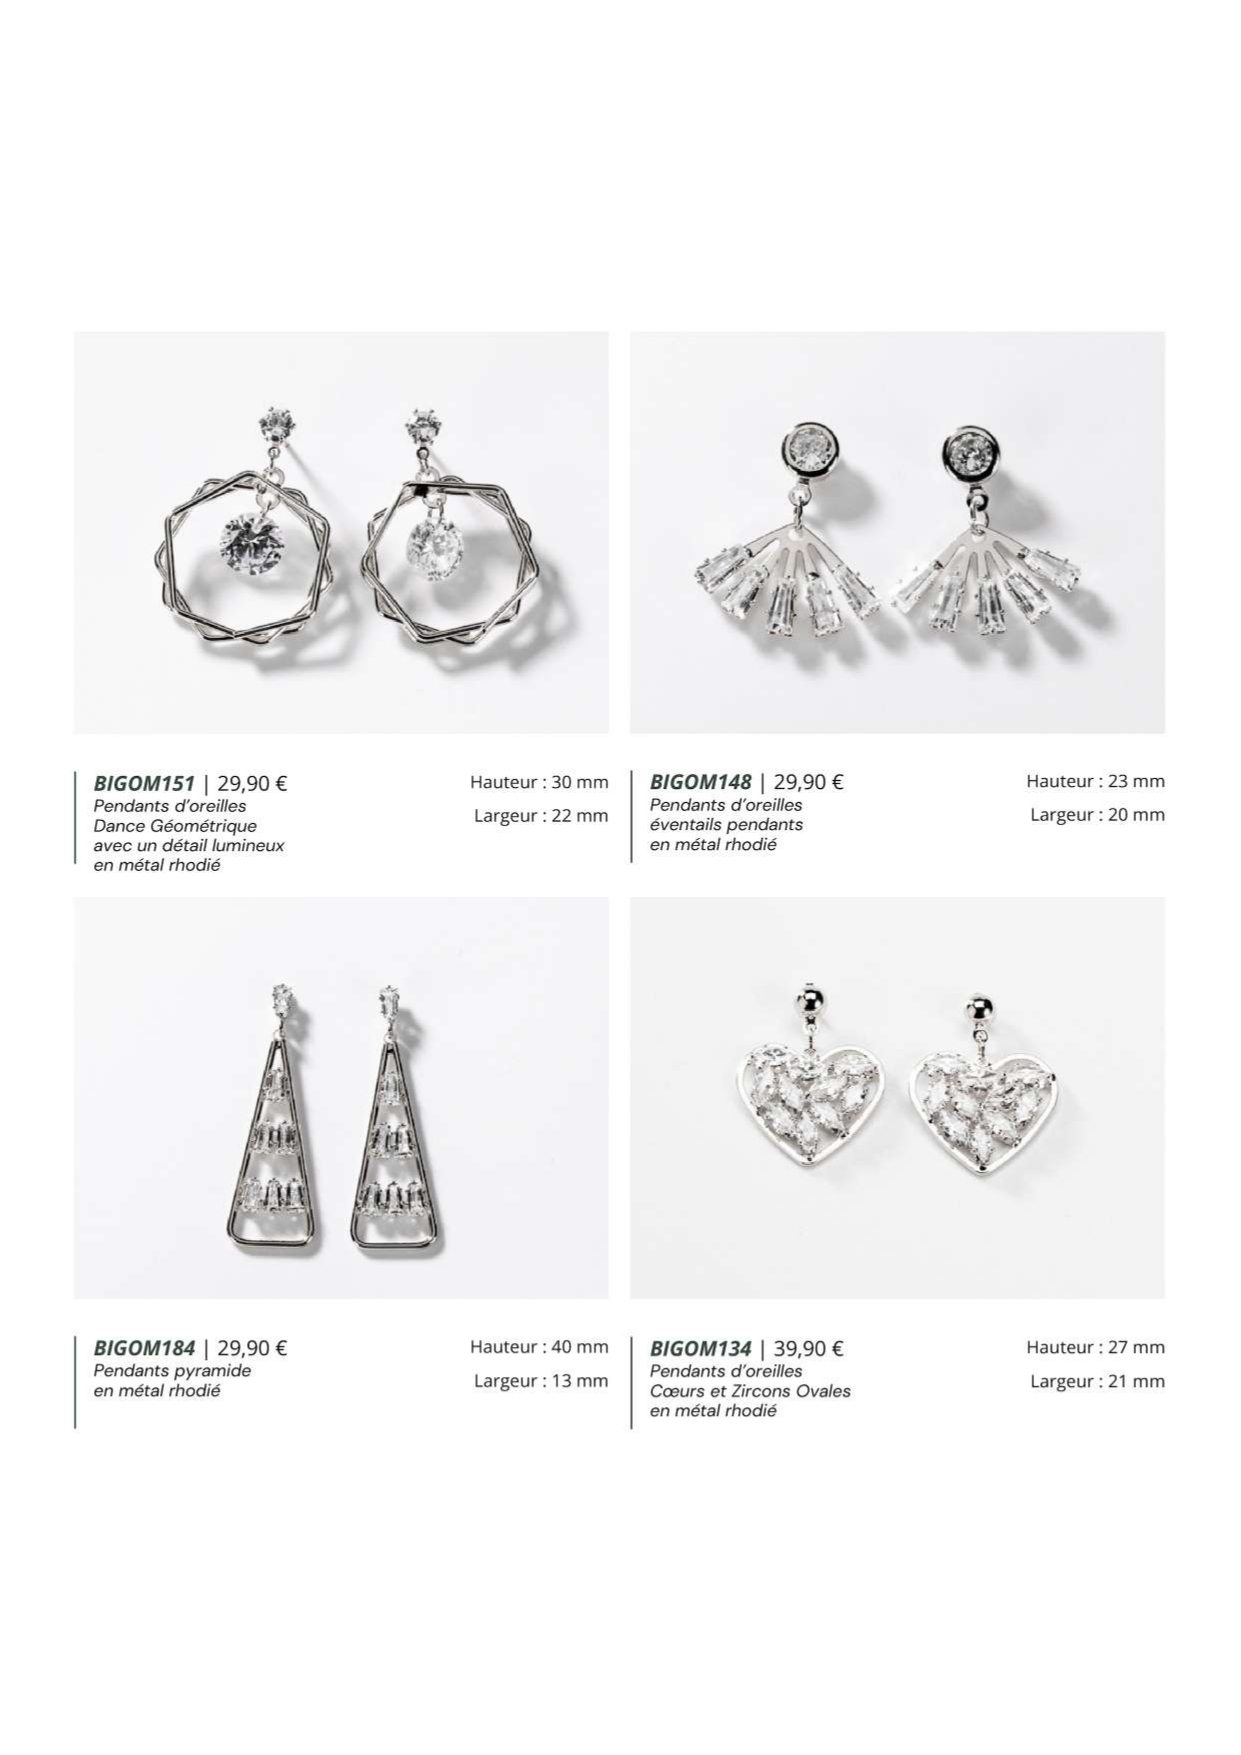 BIGOM151 | 29,90 €
Pendants d’oreilles
Dance Géométrique
avec un détail lumineux
en métal rhodié
Hauteur : 30 mm
Largeur : 22 mm
BIGOM148 | 29,90 €
Pendants d’oreilles
éventails pendants
en métal rhodié
Hauteur : 23 mm
Largeur : 20 mm
BIGOM184 | 29,90 €
Pendants pyramide
en métal rhodié
Hauteur : 40 mm
Largeur : 13 mm
BIGOM134 | 39,90 €
Pendants d’oreilles
Cœurs et Zircons Ovales
en métal rhodié
Hauteur : 27 mm
Largeur : 21 mm